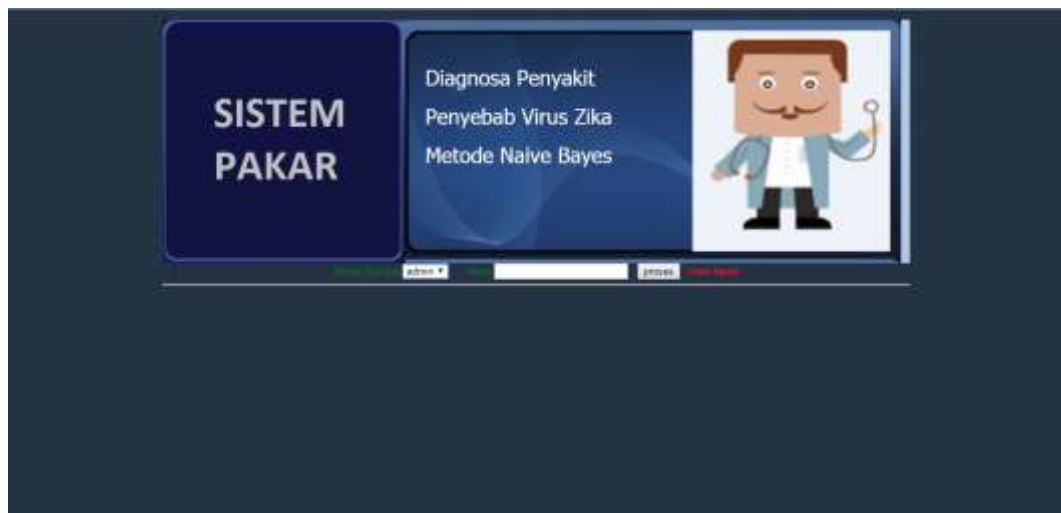 SISTEM
PAKAR
Diagnosa Penyakit
Penyebab Virus Zika
Metode Naive Bayes
admin
proses